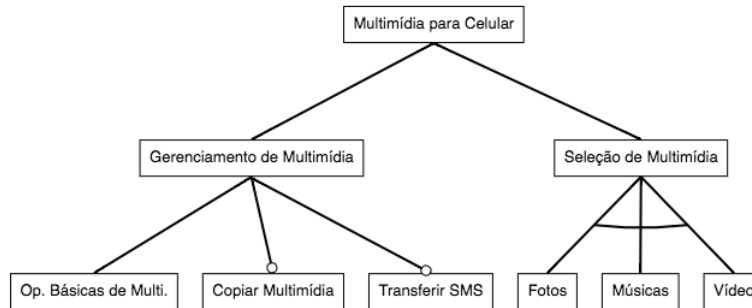 Multimídia para Celular
Gerenciamento de Multimídia
Seleção de Multimídia
Op. Básicas de Multi.
Copiar Multimídia
Transferir SMS
Fotos
Músicas
Vídeo